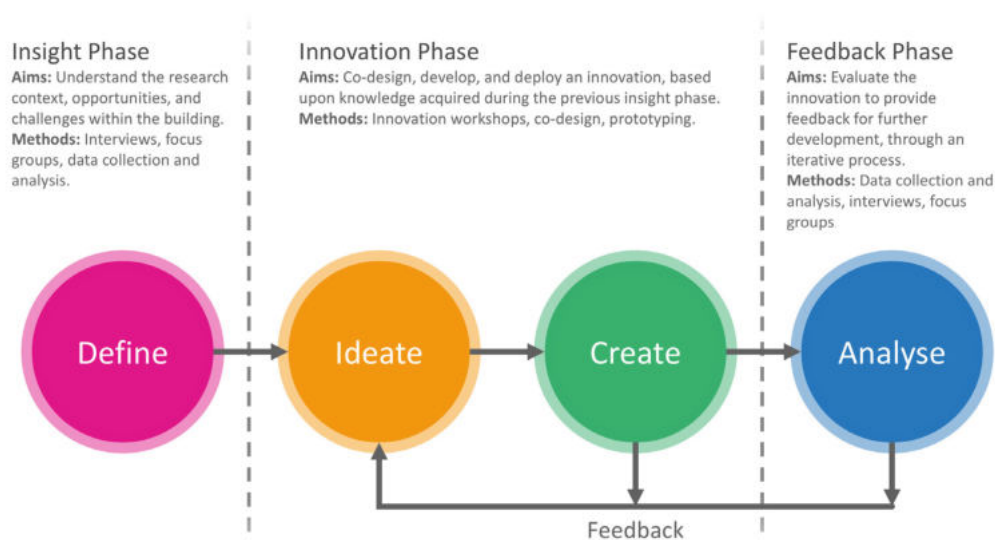 Insight Phase
Aims: Understand the research
context, opportunities, and
challenges within the building.
Methods: Interviews, focus
groups, data collection and
analysis.
Innovation Phase
Aims: Co-design, develop, and deploy an innovation, based
upon knowledge acquired during the previous insight phase.
Methods: Innovation workshops, co-design, prototyping.
Feedback Phase
Aims: Evaluate the
innovation to provide
feedback for further
development, through an
iterative process.
Methods: Data collection and
analysis, interviews, focus
groups
Define
Ideate
Create
Analyse
Feedback